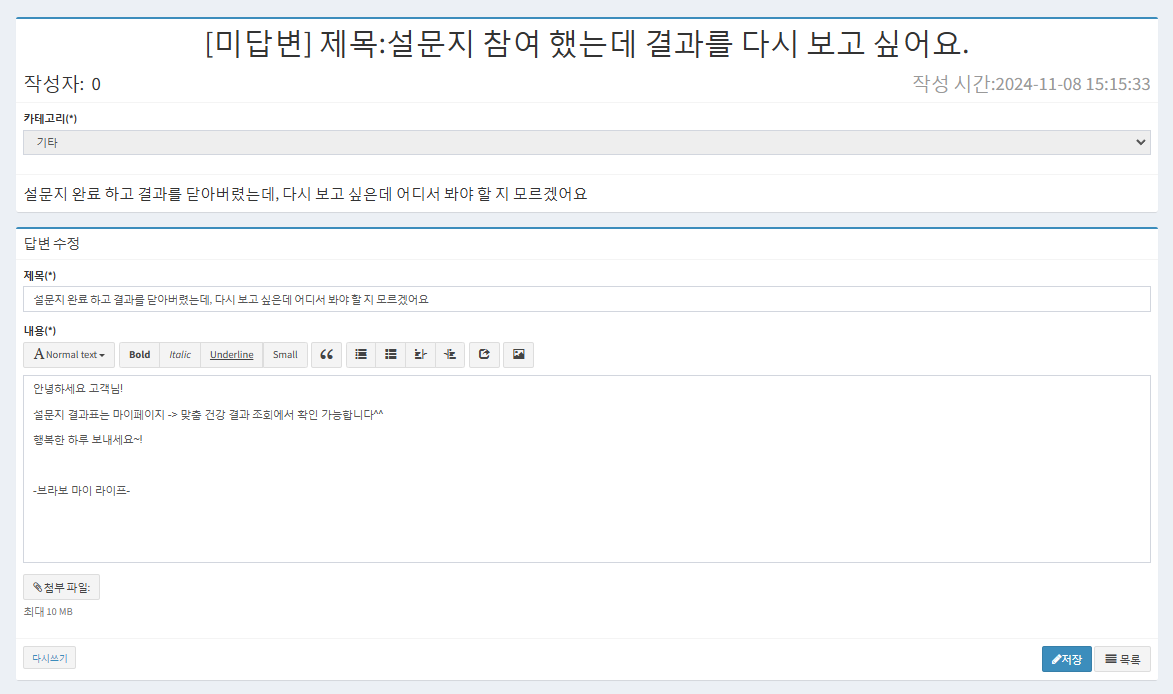 [미답변] 제목:설문지 참여 했는데 결과를 다시 보고 싶어요.
작성자: 0
작성 시간:2024-11-08 15:15:33
카테고리(*)
기타
설문지 완료 하고 결과를 닫아버렸는데, 다시 보고 싶은데 어디서 봐야 할 지 모르겠어요
답변 수정
제목(*)
설문지 완료 하고 결과를 닫아버렸는데, 다시 보고 싶은데 어디서 봐야 할 지 모르겠어요
내용(*)
A Normal text Bold Italic Underline Small
안녕하세요 고객님!
설문지 결과표는 마이페이지 -> 맞춤 건강 결과 조회에서 확인 가능합니다^^
행복한 하루 보내세요~!
-브라보 마이 라이프-
첨부 파일:
최대 10 MB
다시쓰기
저장
목록